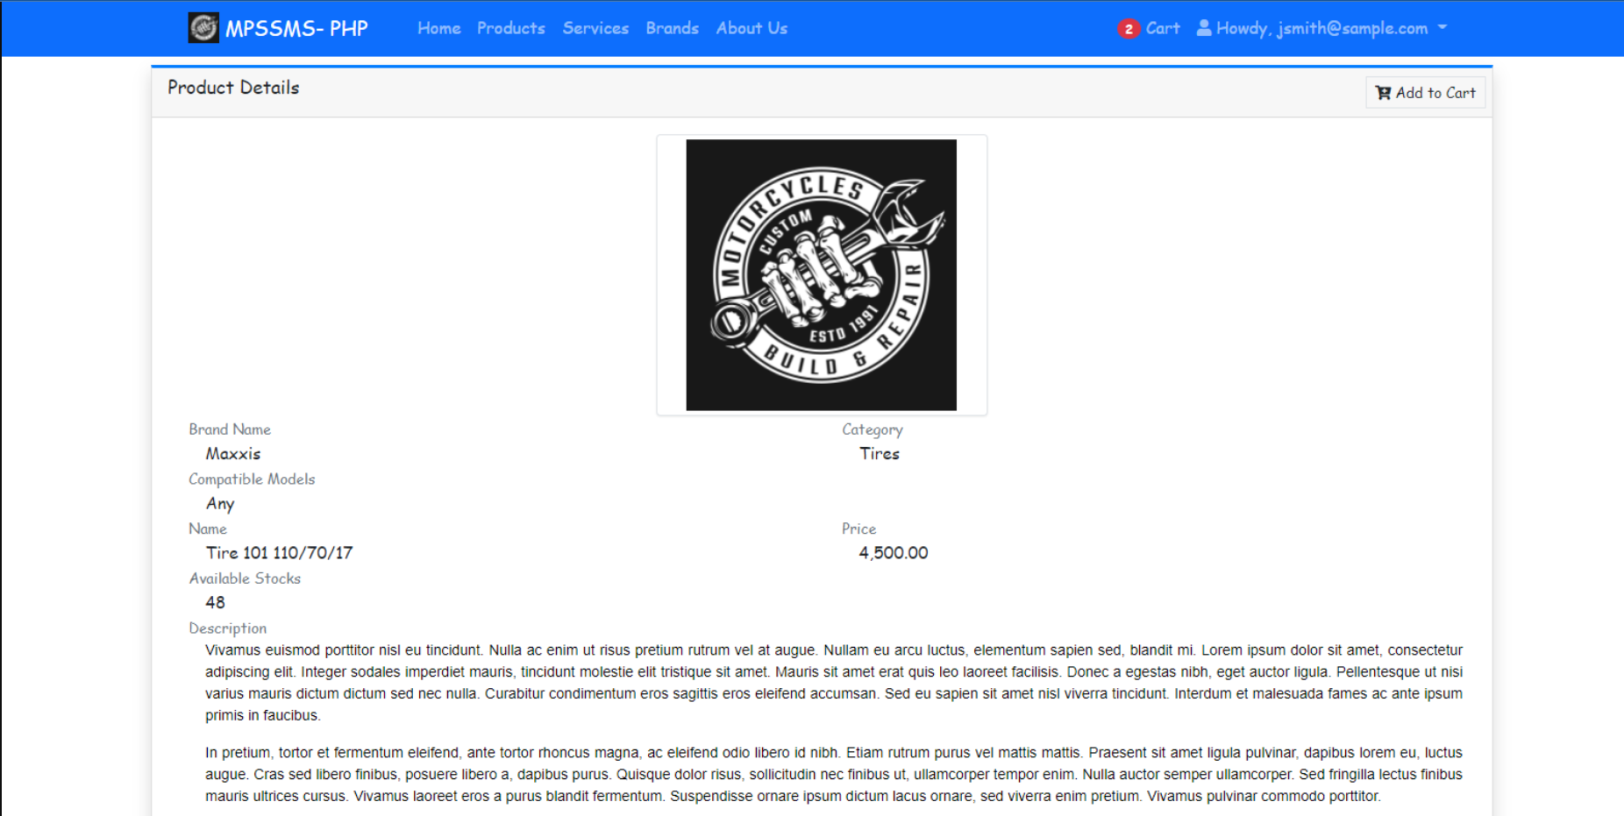 MPSSMS- PHP Home Products Services Brands About Us 2 Cart Howdy, jsmith@sample.com
Product Details Add to Cart
MOTORCYCLES
CUSTOM
ESTD 1991
BUILD & REPAIR
Brand Name Category
Maxxis Tires
Compatible Models
Any
Name Price
Tire 101 110/70/17 4,500.00
Available Stocks
48
Description
Vivamus euismod porttitor nisl eu tincidunt. Nulla ac enim ut risus pretium rutrum vel at augue. Nullam eu arcu luctus, elementum sapien sed, blandit mi. Lorem ipsum dolor sit amet, consectetur
adipiscing elit. Integer sodales imperdiet mauris, tincidunt molestie elit tristique sit amet. Mauris sit amet erat quis leo laoreet facilisis. Donec a egestas nibh, eget auctor ligula. Pellentesque ut nisi
varius mauris dictum dictum sed nec nulla. Curabitur condimentum eros sagittis eros eleifend accumsan. Sed eu sapien sit amet nisl viverra tincidunt. Interdum et malesuada fames ac ante ipsum
primis in faucibus.
In pretium, tortor et fermentum eleifend, ante tortor rhoncus magna, ac eleifend odio libero id nibh. Etiam rutrum purus vel mattis mattis. Praesent sit amet ligula pulvinar, dapibus lorem eu, luctus
augue. Cras sed libero finibus, posuere libero a, dapibus purus. Quisque dolor risus, sollicitudin nec finibus ut, ullamcorper tempor enim. Nulla auctor semper ullamcorper. Sed fringilla lectus finibus
mauris ultrices cursus. Vivamus laoreet eros a purus blandit fermentum. Suspendisse ornare ipsum dictum lacus ornare, sed viverra enim pretium. Vivamus pulvinar commodo porttitor.